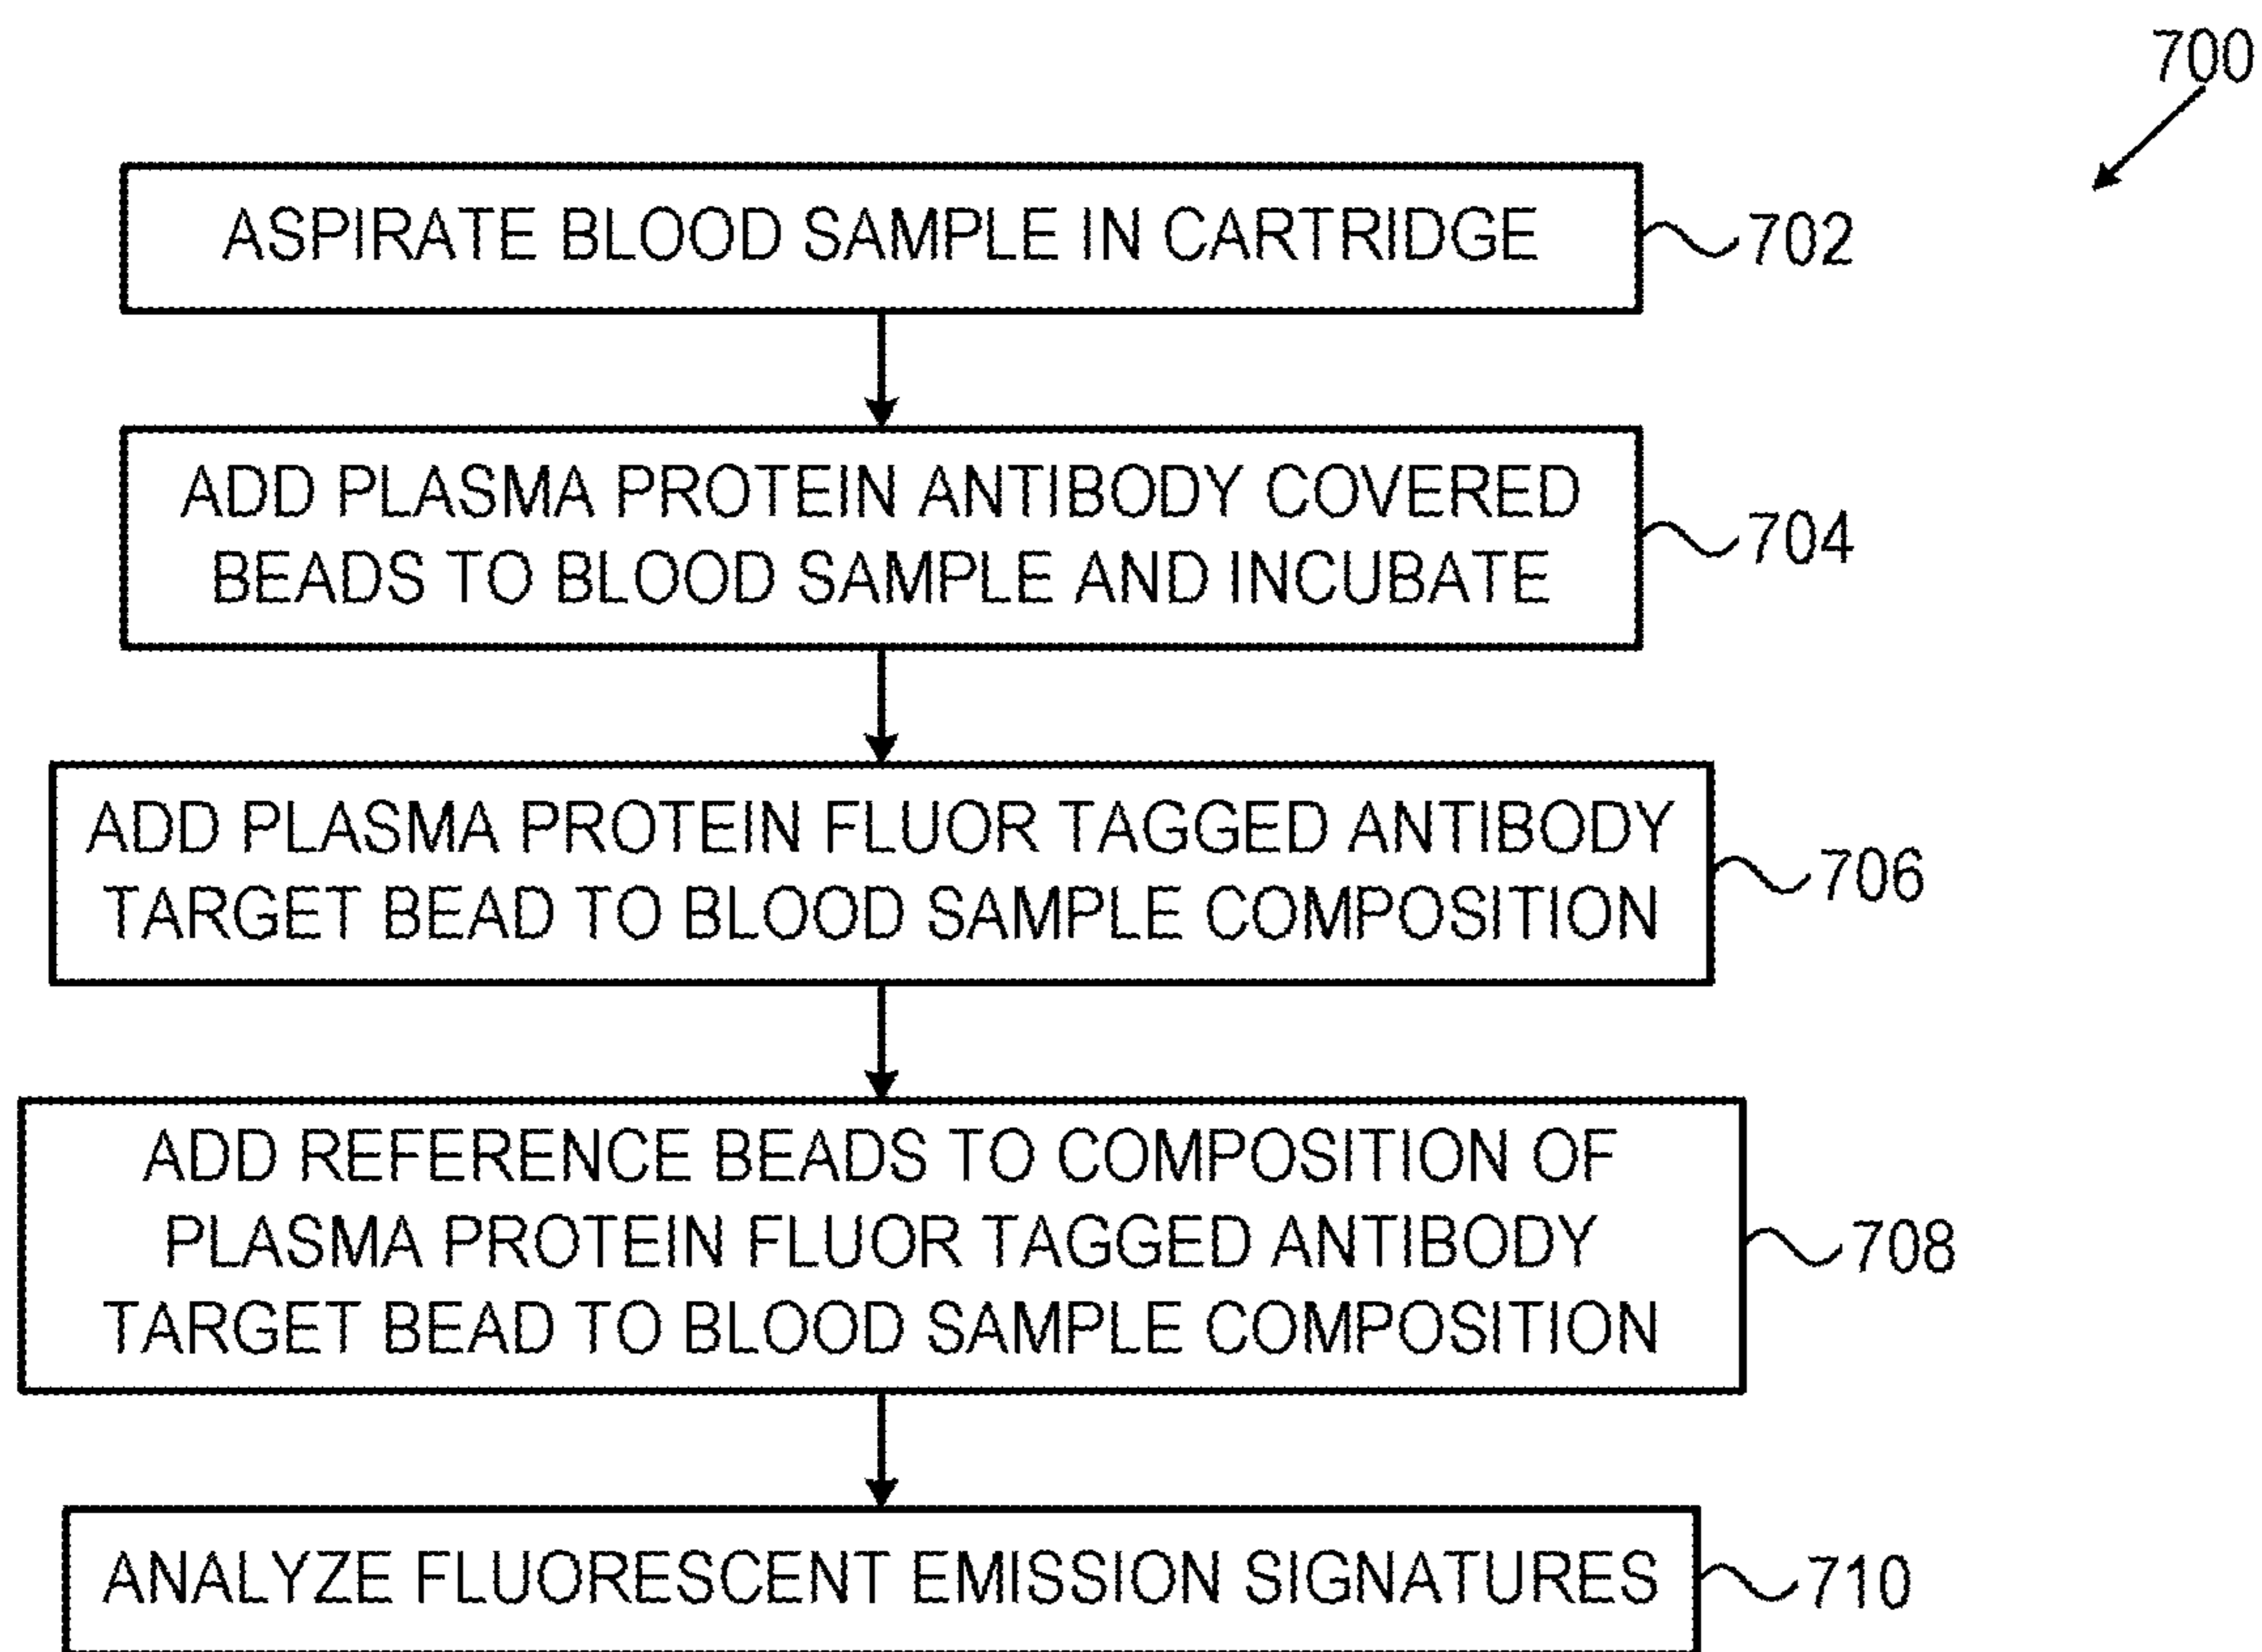 700
ASPIRATE BLOOD SAMPLE IN CARTRIDGE
702
ADD PLASMA PROTEIN ANTIBODY COVERED
BEADS TO BLOOD SAMPLE AND INCUBATE
704
ADD PLASMA PROTEIN FLUOR TAGGED ANTIBODY
TARGET BEAD TO BLOOD SAMPLE COMPOSITION
706
ADD REFERENCE BEADS TO COMPOSITION OF
PLASMA PROTEIN FLUOR TAGGED ANTIBODY
TARGET BEAD TO BLOOD SAMPLE COMPOSITION
708
ANALYZE FLUORESCENT EMISSION SIGNATURES
710